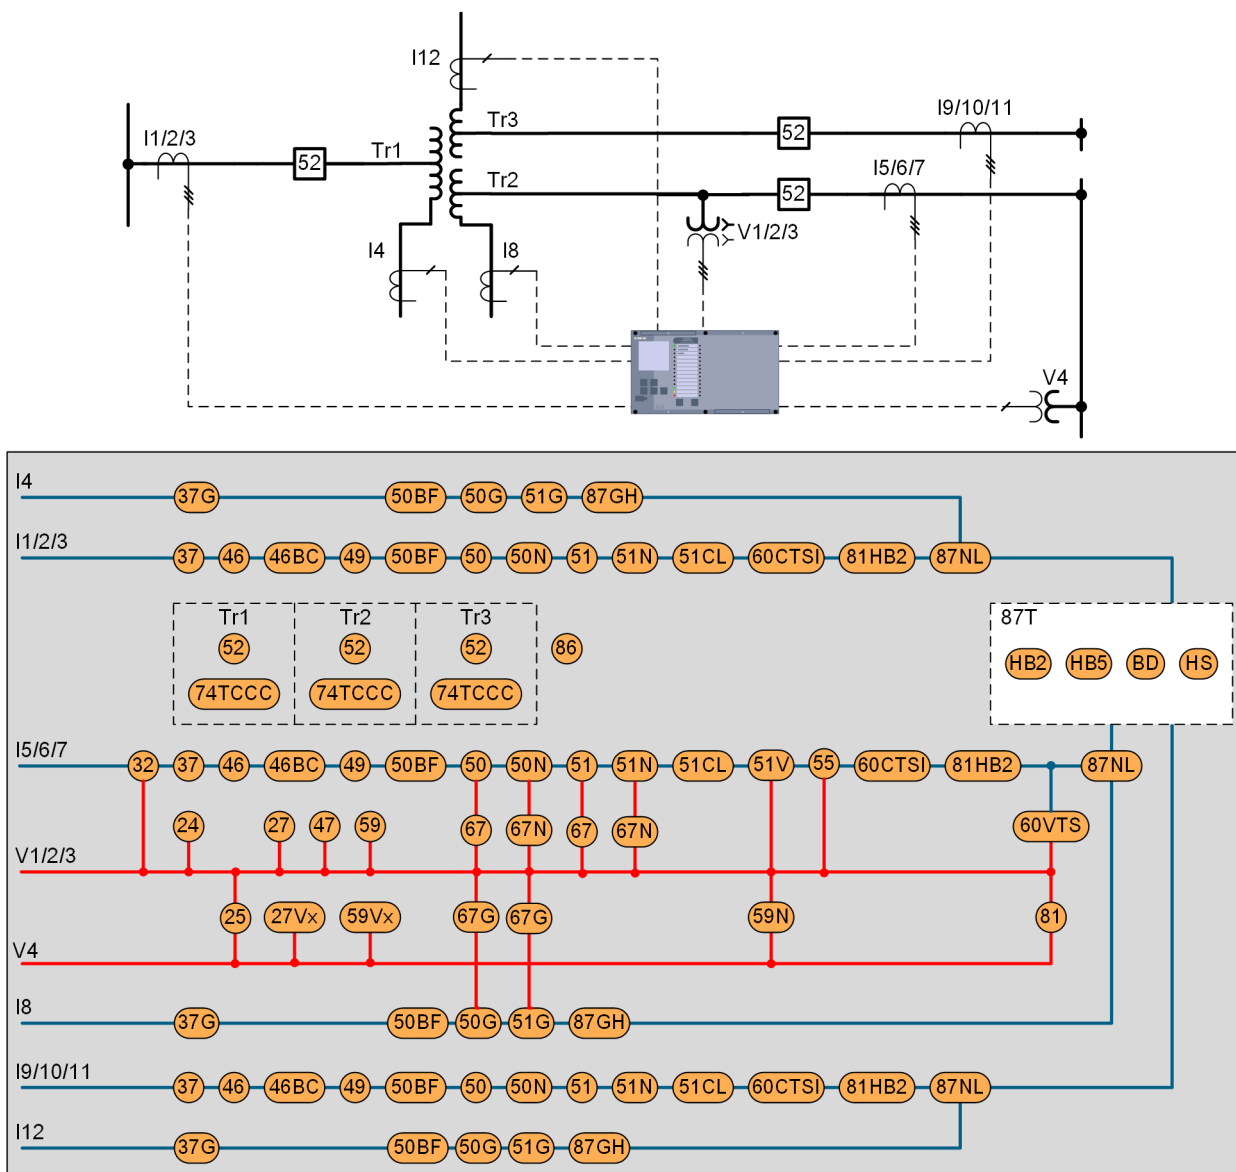 I12
I9/10/11
Tr3
52
I1/2/3
Tr1
52
I5/6/7
Tr2
52
V1/2/3
I4
I8
V4
I4
37G 50BF 50G 51G 87GH
I1/2/3
37 46 46BC 49 50BF 50 50N 51 51N 51CL 60CTSI 81HB2 87NL
Tr1 Tr2 Tr3 87T
52 52 52 86
HB2 HB5 BD HS
74TCCC 74TCCC 74TCCC
I5/6/7
32 37 46 46BC 49 50BF 50 50N 51 51N 51CL 51V 55 60CTSI 81HB2 87NL
24 27 47 59 67 67N 67 67N 60VTS
V1/2/3
25 27Vx 59Vx 67G 67G 59N 81
V4
I8
37G 50BF 50G 51G 87GH
I9/10/11
37 46 46BC 49 50BF 50 50N 51 51N 51CL 60CTSI 81HB2 87NL
I12
37G 50BF 50G 51G 87GH